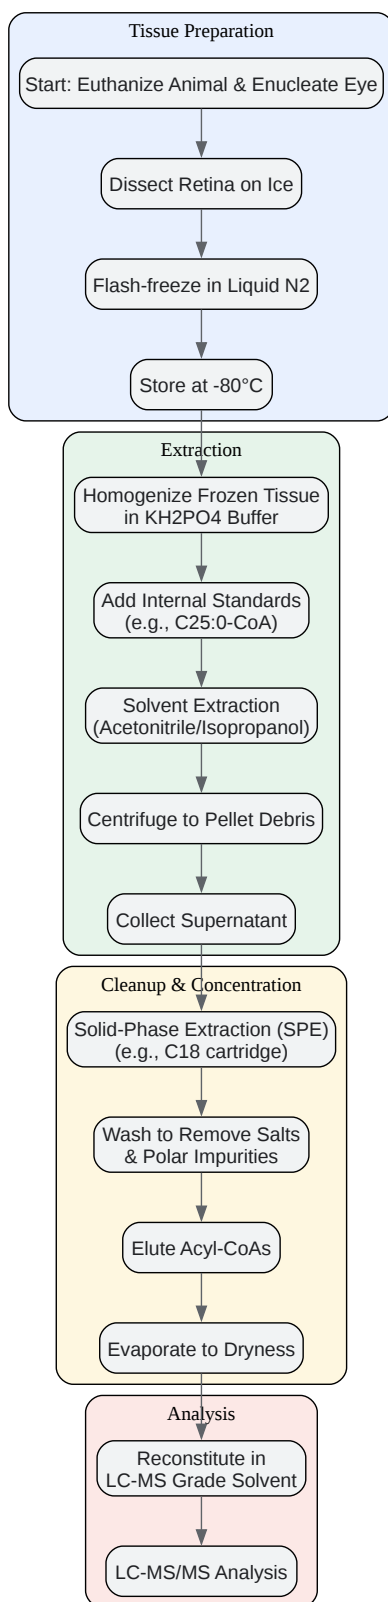 Tissue Preparation
Start: Euthanize Animal & Enucleate Eye
Dissect Retina on Ice
Flash-freeze in Liquid N2
Store at -80°C
Extraction
Homogenize Frozen Tissue
in KH2PO4 Buffer
Add Internal Standards
(e.g., C25:0-CoA)
Solvent Extraction
(Acetonitrile/Isopropanol)
Centrifuge to Pellet Debris
Collect Supernatant
Cleanup & Concentration
Solid-Phase Extraction (SPE)
(e.g., C18 cartridge)
Wash to Remove Salts
& Polar Impurities
Elute Acyl-CoAs
Evaporate to Dryness
Analysis
Reconstitute in
LC-MS Grade Solvent
LC-MS/MS Analysis